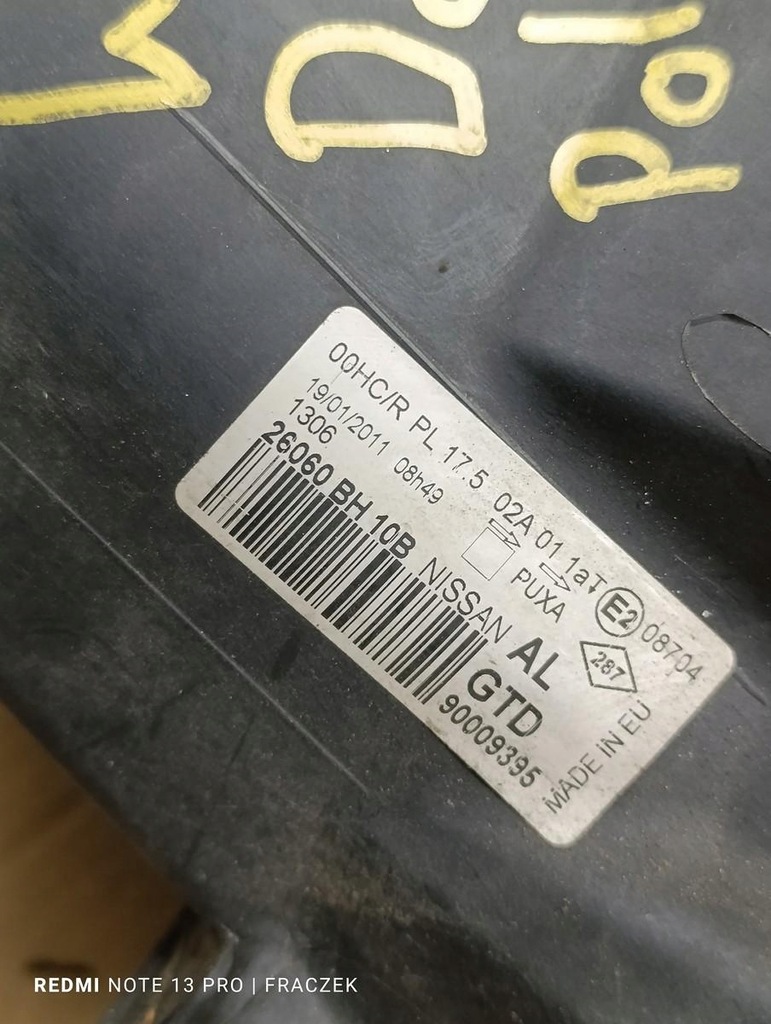 00HC/R PL 17.5 02A 01 1a E2 08704
19/01/2011 08h49 PUXA
1306 287
26060 BH 10B NISSAN AL
GTD
90009395
MADE IN EU
REDMI NOTE 13 PRO | FRACZEK